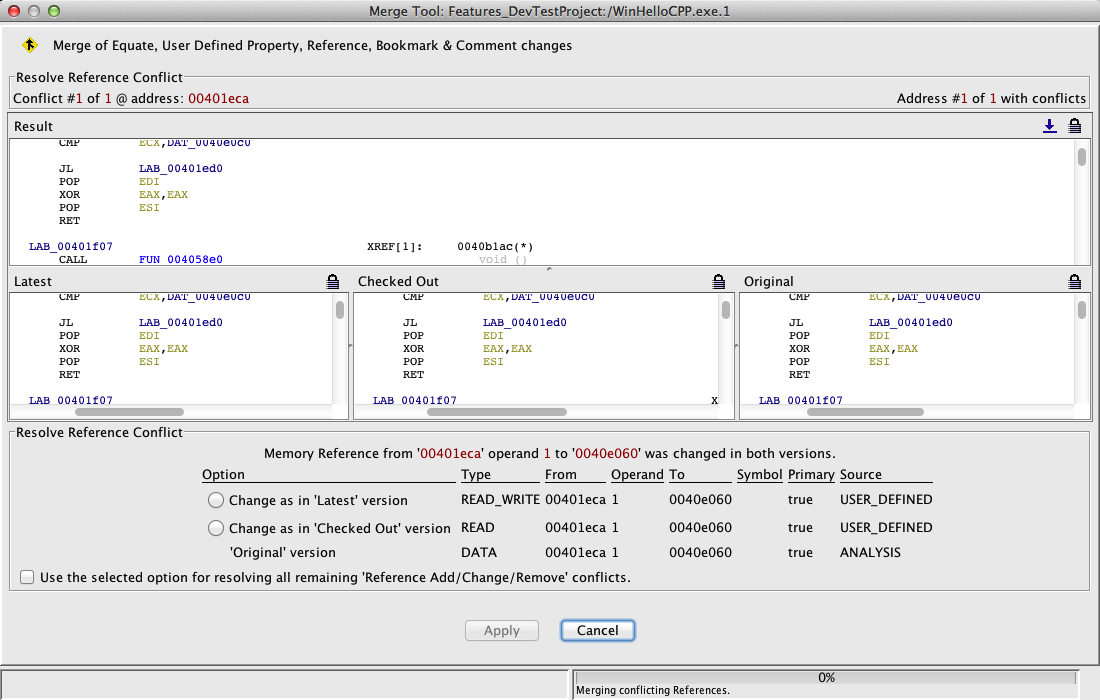 Merge Tool: Features_DevTestProject:/WinHelloCPP.exe.1
Merge of Equate, User Defined Property, Reference, Bookmark & Comment changes
Resolve Reference Conflict
Conflict #1 of 1 @ address: 00401eca
Address #1 of 1 with conflicts
Result
CMP ECX,DAT_0040e0c0
JL LAB_00401ed0
POP EDI
XOR EAX,EAX
POP ESI
RET
LAB_00401f07 XREF[1]: 0040b1ac(*)
CALL FUN_004058e0 void ()
Latest
CMP ECX,DAT_0040e0c0
JL LAB_00401ed0
POP EDI
XOR EAX,EAX
POP ESI
RET
LAB_00401f07
Checked Out
CMP ECX,DAT_0040e0c0
JL LAB_00401ed0
POP EDI
XOR EAX,EAX
POP ESI
RET
LAB_00401f07 X
Original
CMP ECX,DAT_0040e0c0
JL LAB_00401ed0
POP EDI
XOR EAX,EAX
POP ESI
RET
LAB_00401f07
Resolve Reference Conflict
Memory Reference from '00401eca' operand 1 to '0040e060' was changed in both versions.
Option Type From Operand To Symbol Primary Source
Change as in 'Latest' version READ_WRITE 00401eca 1 0040e060 true USER_DEFINED
Change as in 'Checked Out' version READ 00401eca 1 0040e060 true USER_DEFINED
'Original' version DATA 00401eca 1 0040e060 true ANALYSIS
Use the selected option for resolving all remaining 'Reference Add/Change/Remove' conflicts.
Apply Cancel
0%
Merging conflicting References.